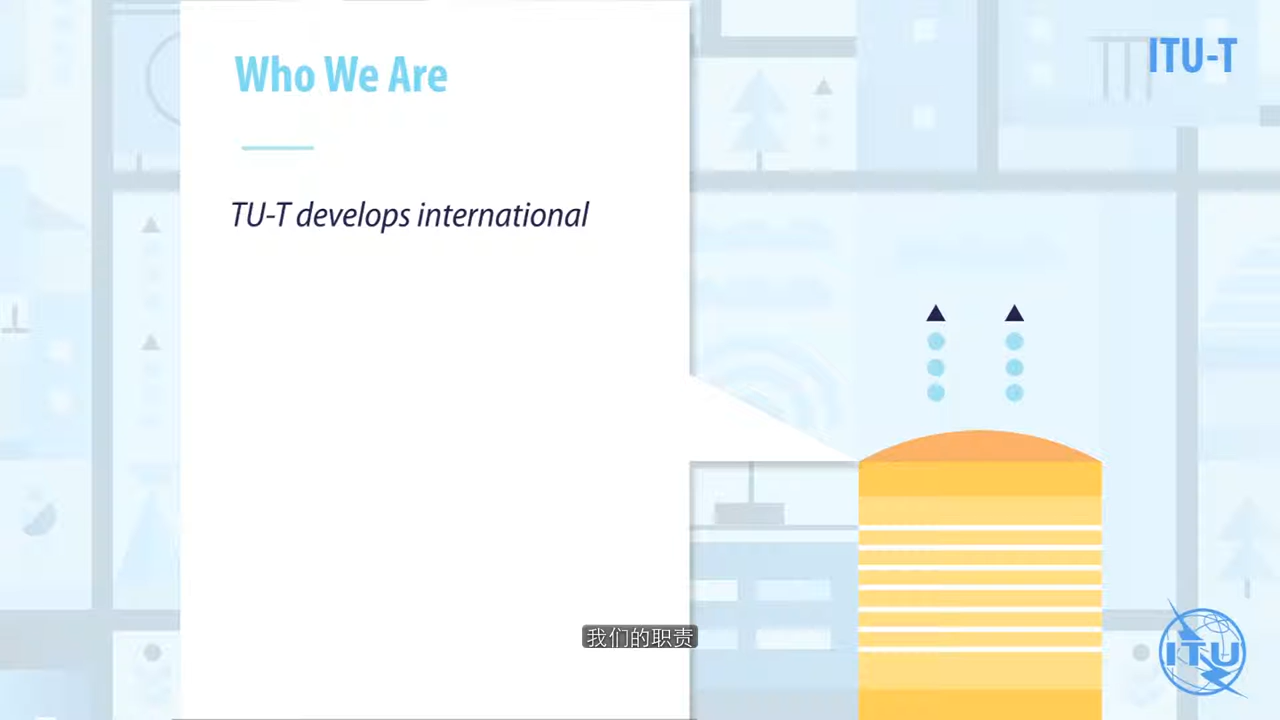 Who We Are
ITU-T
TU-T develops international
我们的职责
ITU